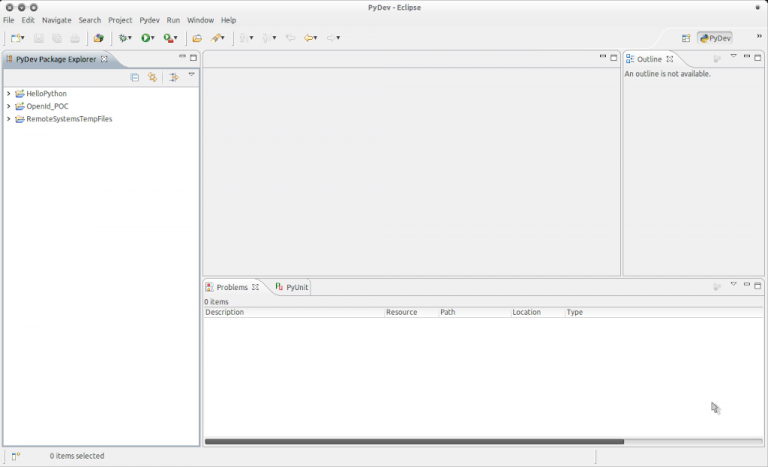 PyDev - Eclipse
File Edit Navigate Search Project Pydev Run Window Help
PyDev
PyDev Package Explorer
Outline
An outline is not available.
HelloPython
OpenId_POC
RemoteSystemsTempFiles
Problems PyUnit
0 items
Description Resource Path Location Type
0 items selected